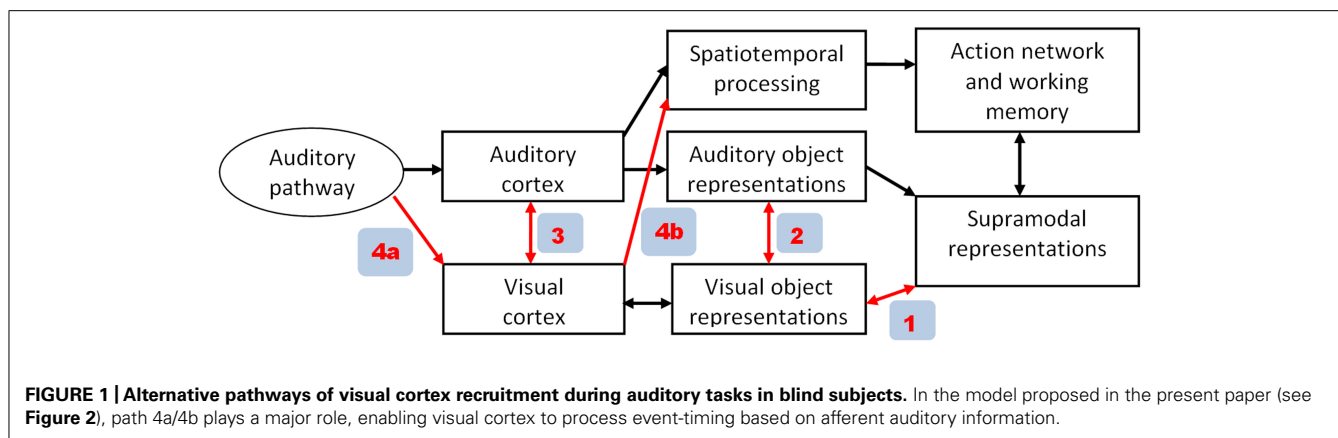 Spatiotemporal
processing
Action network
and working
memory
Auditory
pathway
Auditory
cortex
Auditory object
representations
Supramodal
representations
4a
3
4b
2
1
Visual
cortex
Visual object
representations
FIGURE 1 | Alternative pathways of visual cortex recruitment during auditory tasks in blind subjects. In the model proposed in the present paper (see
Figure 2), path 4a/4b plays a major role, enabling visual cortex to process event-timing based on afferent auditory information.